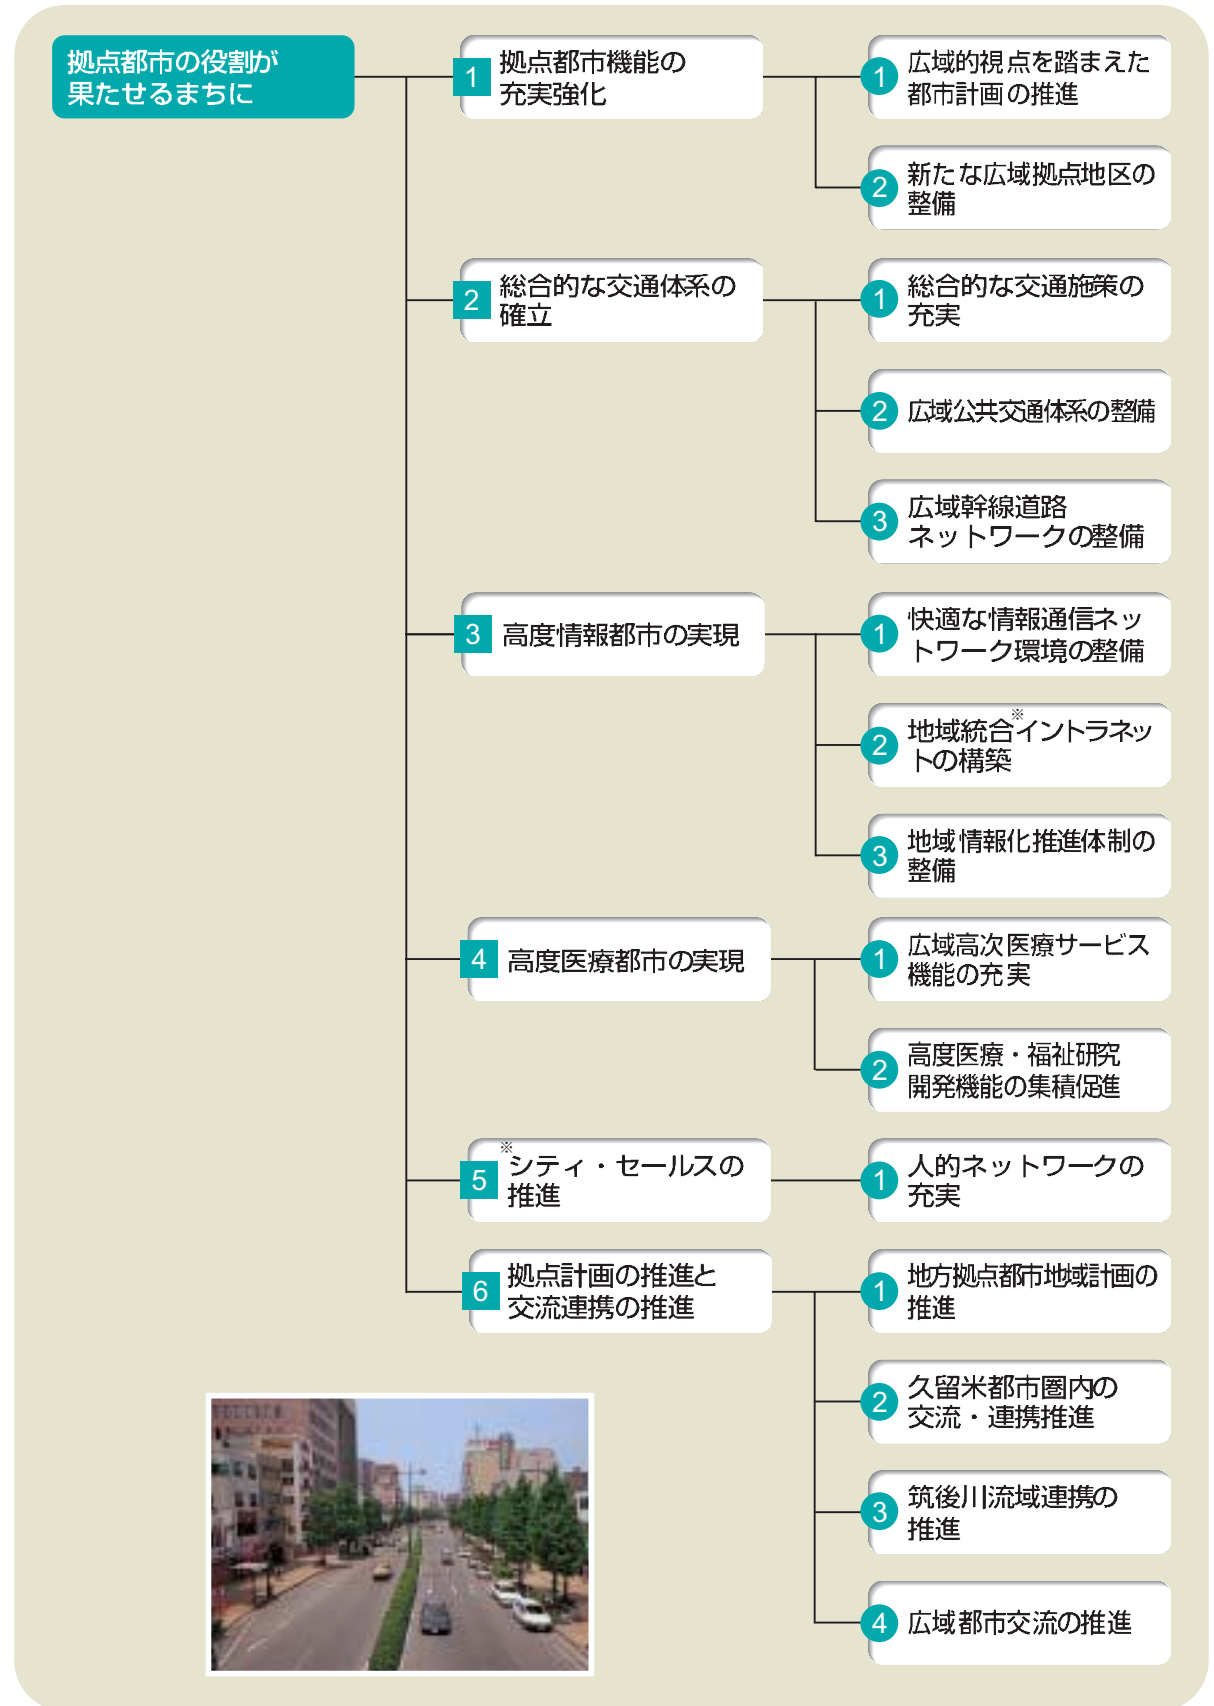 拠点都市の役割が
果たせるまちに
1
拠点都市機能の
充実強化
1
広域的視点を踏まえた
都市計画の推進
2
新たな広域拠点地区の
整備
2
総合的な交通体系の
確立
1
総合的な交通施策の
充実
2
広域公共交通体系の整備
3
広域幹線道路
ネットワークの整備
3
高度情報都市の実現
1
快適な情報通信ネッ
トワーク環境の整備
2
地域統合※イントラネッ
トの構築
3
地域情報化推進体制の
整備
4
高度医療都市の実現
1
広域高次医療サービス
機能の充実
2
高度医療・福祉研究
開発機能の集積促進
5
※シティ・セールスの
推進
1
人的ネットワークの
充実
6
拠点計画の推進と
交流連携の推進
1
地方拠点都市地域計画の
推進
2
久留米都市圏内の
交流・連携推進
3
筑後川流域連携の
推進
4
広域都市交流の推進